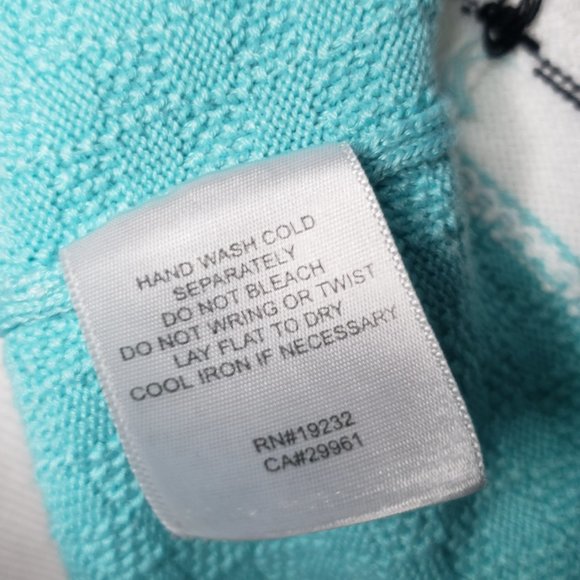 HAND WASH COLD
SEPARATELY
DO NOT BLEACH
DO NOT WRING OR TWIST
LAY FLAT TO DRY
COOL IRON IF NECESSARY
RN#19232
CA#29961